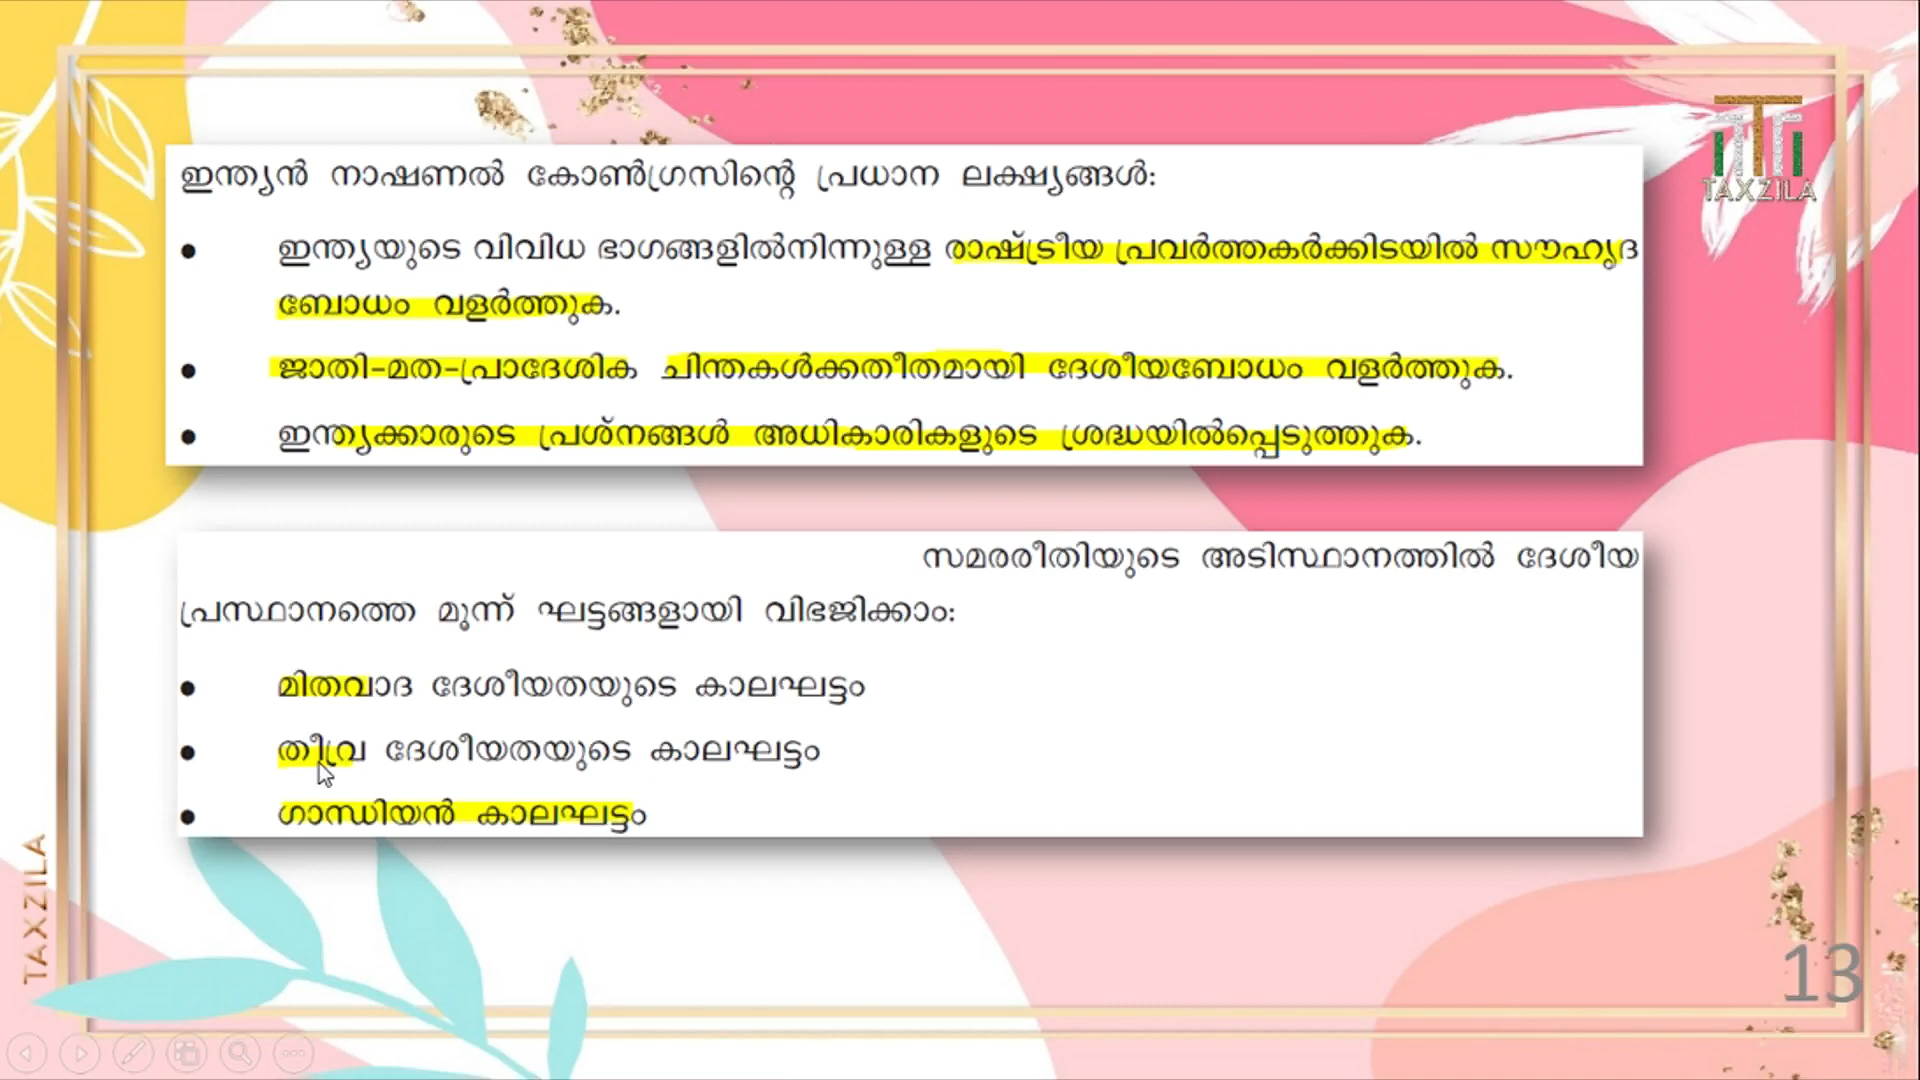 TAXZILA
ഇന്ത്യൻ നാഷണൽ കോൺഗ്രസിന്റെ പ്രധാന ലക്ഷ്യങ്ങൾ:
● ഇന്ത്യയുടെ വിവിധ ഭാഗങ്ങളിൽനിന്നുള്ള രാഷ്ട്രീയ പ്രവർത്തകർക്കിടയിൽ സൗഹൃദ
ബോധം വളർത്തുക.
● ജാതി-മത-പ്രാദേശിക ചിന്തകൾക്കതീതമായി ദേശീയബോധം വളർത്തുക.
● ഇന്ത്യക്കാരുടെ പ്രശ്നങ്ങൾ അധികാരികളുടെ ശ്രദ്ധയിൽപ്പെടുത്തുക.
സമരരീതിയുടെ അടിസ്ഥാനത്തിൽ ദേശീയ
പ്രസ്ഥാനത്തെ മൂന്ന് ഘട്ടങ്ങളായി വിഭജിക്കാം:
● മിതവാദ ദേശീയതയുടെ കാലഘട്ടം
● തീവ്ര ദേശീയതയുടെ കാലഘട്ടം
● ഗാന്ധിയൻ കാലഘട്ടം
TAXZILA
13